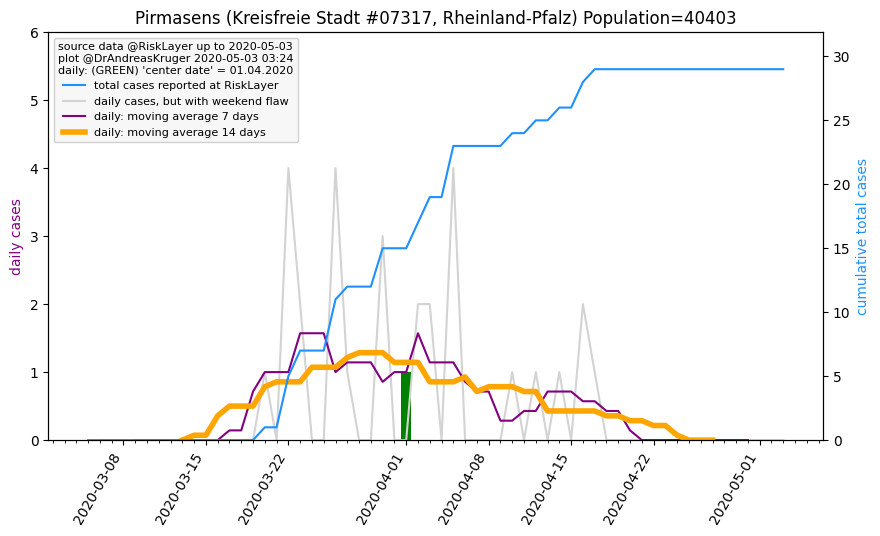 Pirmasens (Kreisfreie Stadt #07317, Rheinland-Pfalz) Population=40403
source data @RiskLayer up to 2020-05-03
plot @DrAndreasKruger 2020-05-03 03:24
daily: (GREEN) 'center date' = 01.04.2020
total cases reported at RiskLayer
daily cases, but with weekend flaw
daily: moving average 7 days
daily: moving average 14 days
daily cases
6
5
4
3
2
1
0
30
25
20
15
10
5
0
cumulative total cases
2020-03-08
2020-03-15
2020-03-22
2020-04-01
2020-04-08
2020-04-15
2020-04-22
2020-05-01